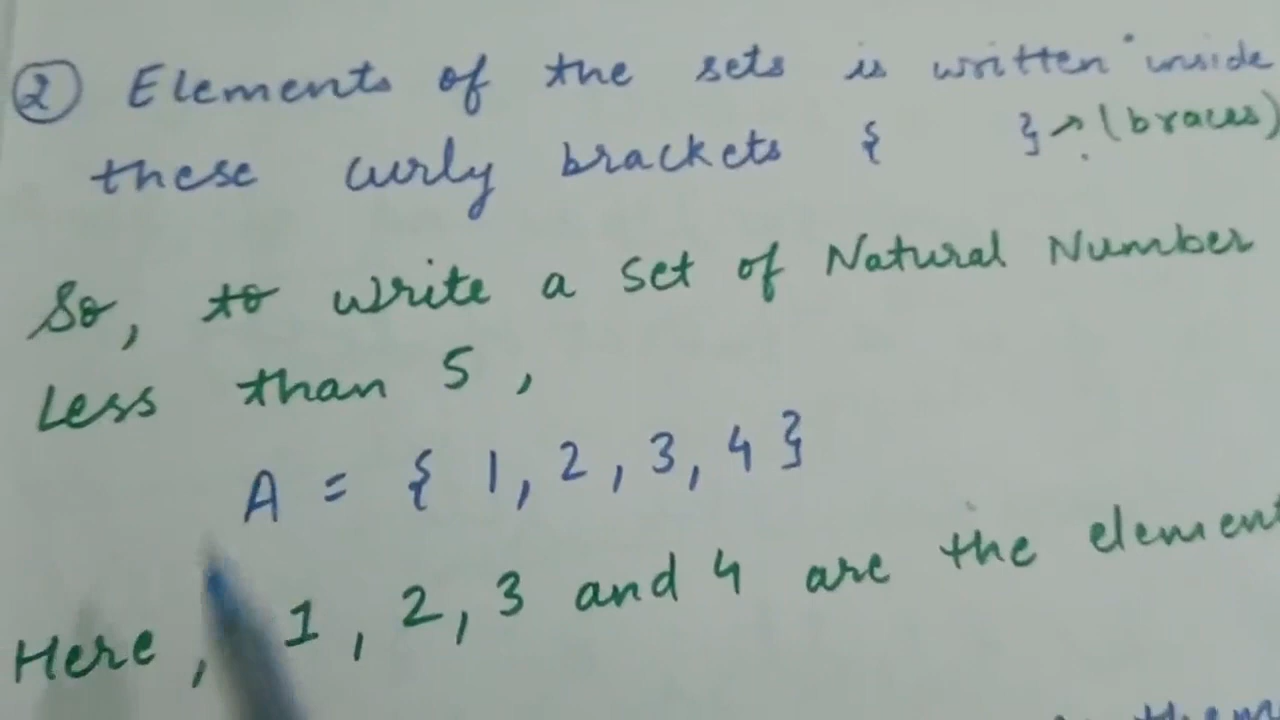 ② Elements of the sets is written inside
these curly brackets { } → (braces)
So, to write a set of Natural Number
Less than 5,
A = { 1, 2, 3, 4 }
Here, 1, 2, 3 and 4 are the element